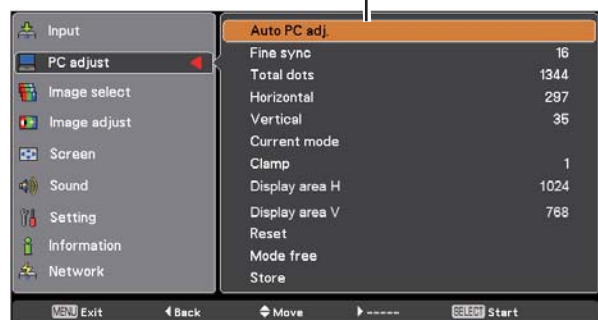 Input
PC adjust
Image select
Image adjust
Screen
Sound
Setting
Information
Network
Auto PC adj.
Fine sync 16
Total dots 1344
Horizontal 297
Vertical 35
Current mode
Clamp 1
Display area H 1024
Display area V 768
Reset
Mode free
Store
MENU Exit Back Move ----- SELECT Start